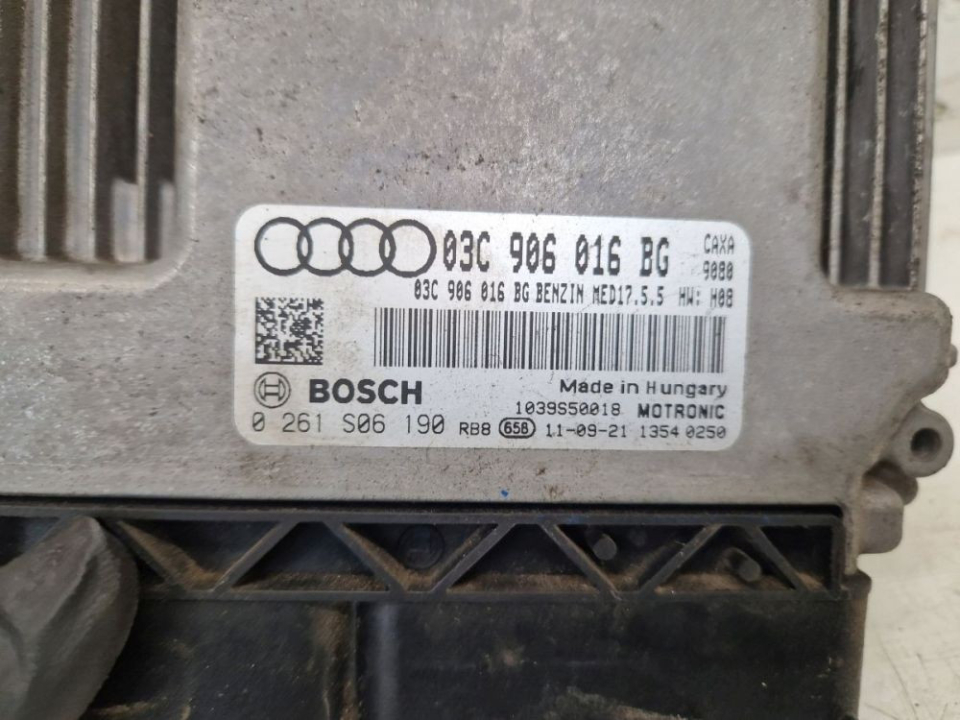 03C 906 016 BG CAXA
9080
03C 906 016 BG BENZIN MED17.5.5 HW: H08
BOSCH Made in Hungary
1039S50018 MOTRONIC
0 261 S06 190 RB8 658 11-09-21 1354 0250